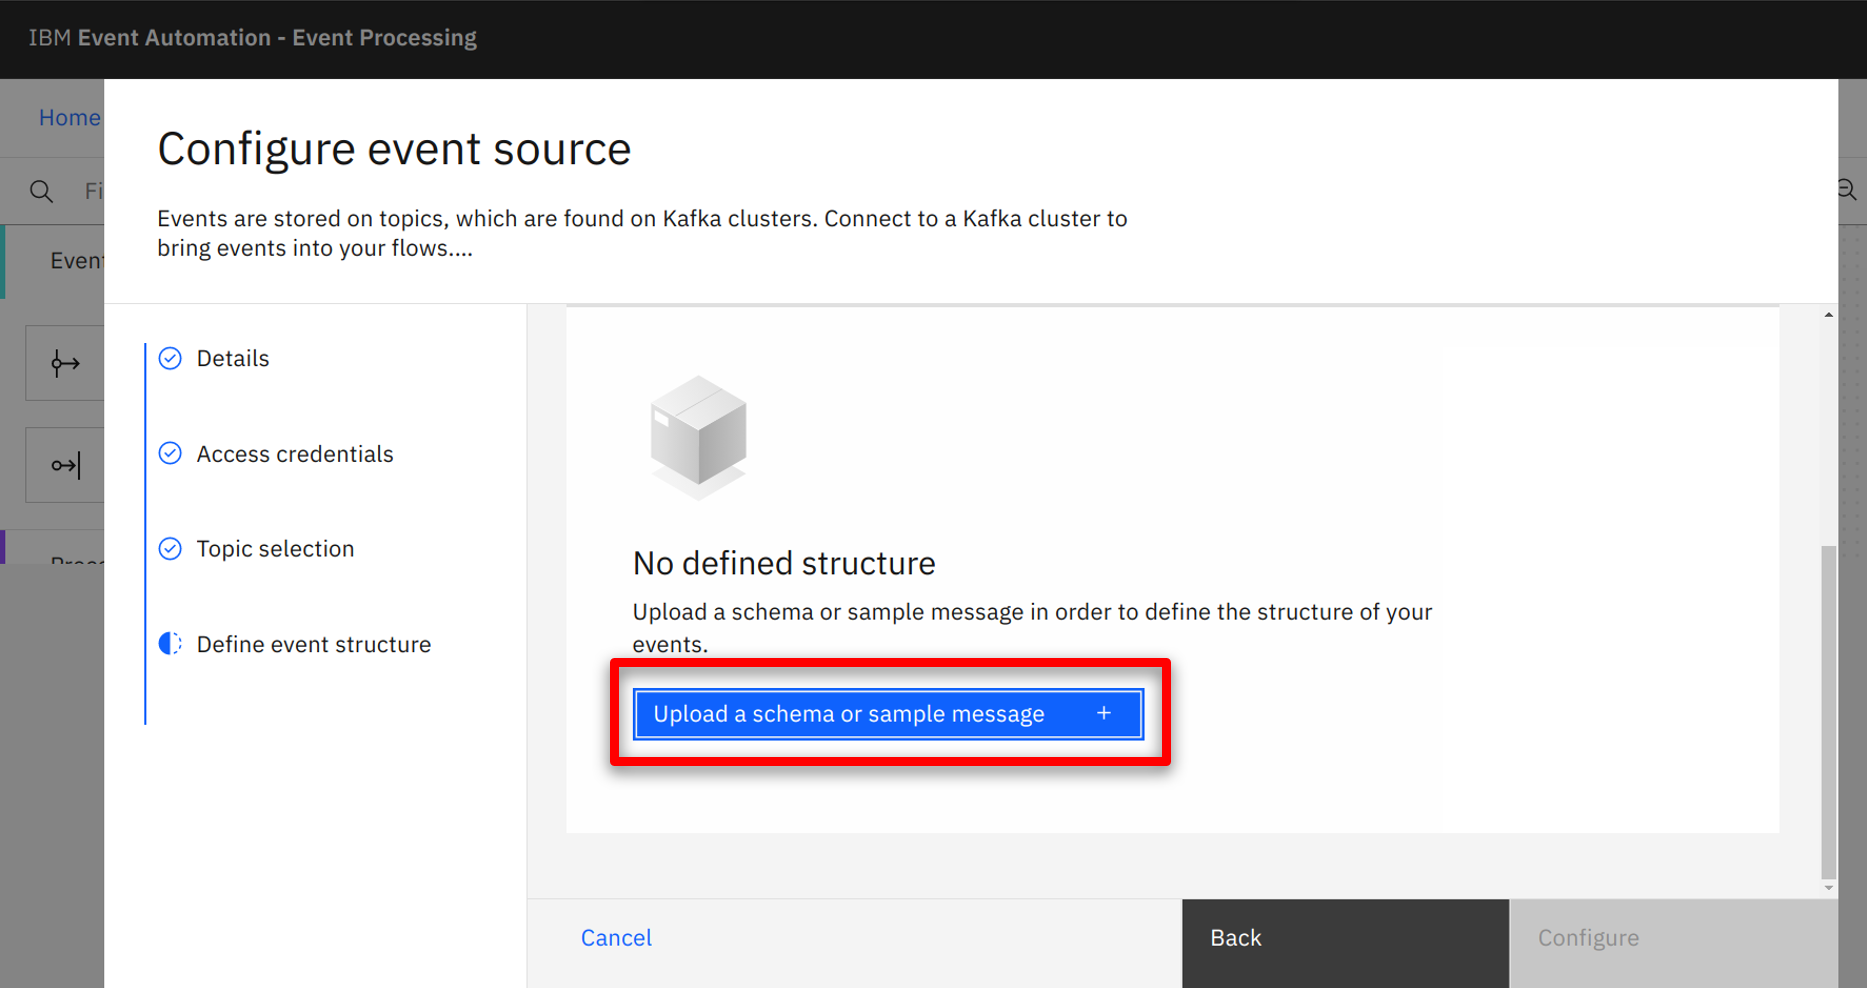 IBM Event Automation - Event Processing
Home
Fi
Event
Configure event source
Events are stored on topics, which are found on Kafka clusters. Connect to a Kafka cluster to
bring events into your flows....
Details
Access credentials
Topic selection
Define event structure
No defined structure
Upload a schema or sample message in order to define the structure of your
events.
Upload a schema or sample message +
Cancel
Back
Configure